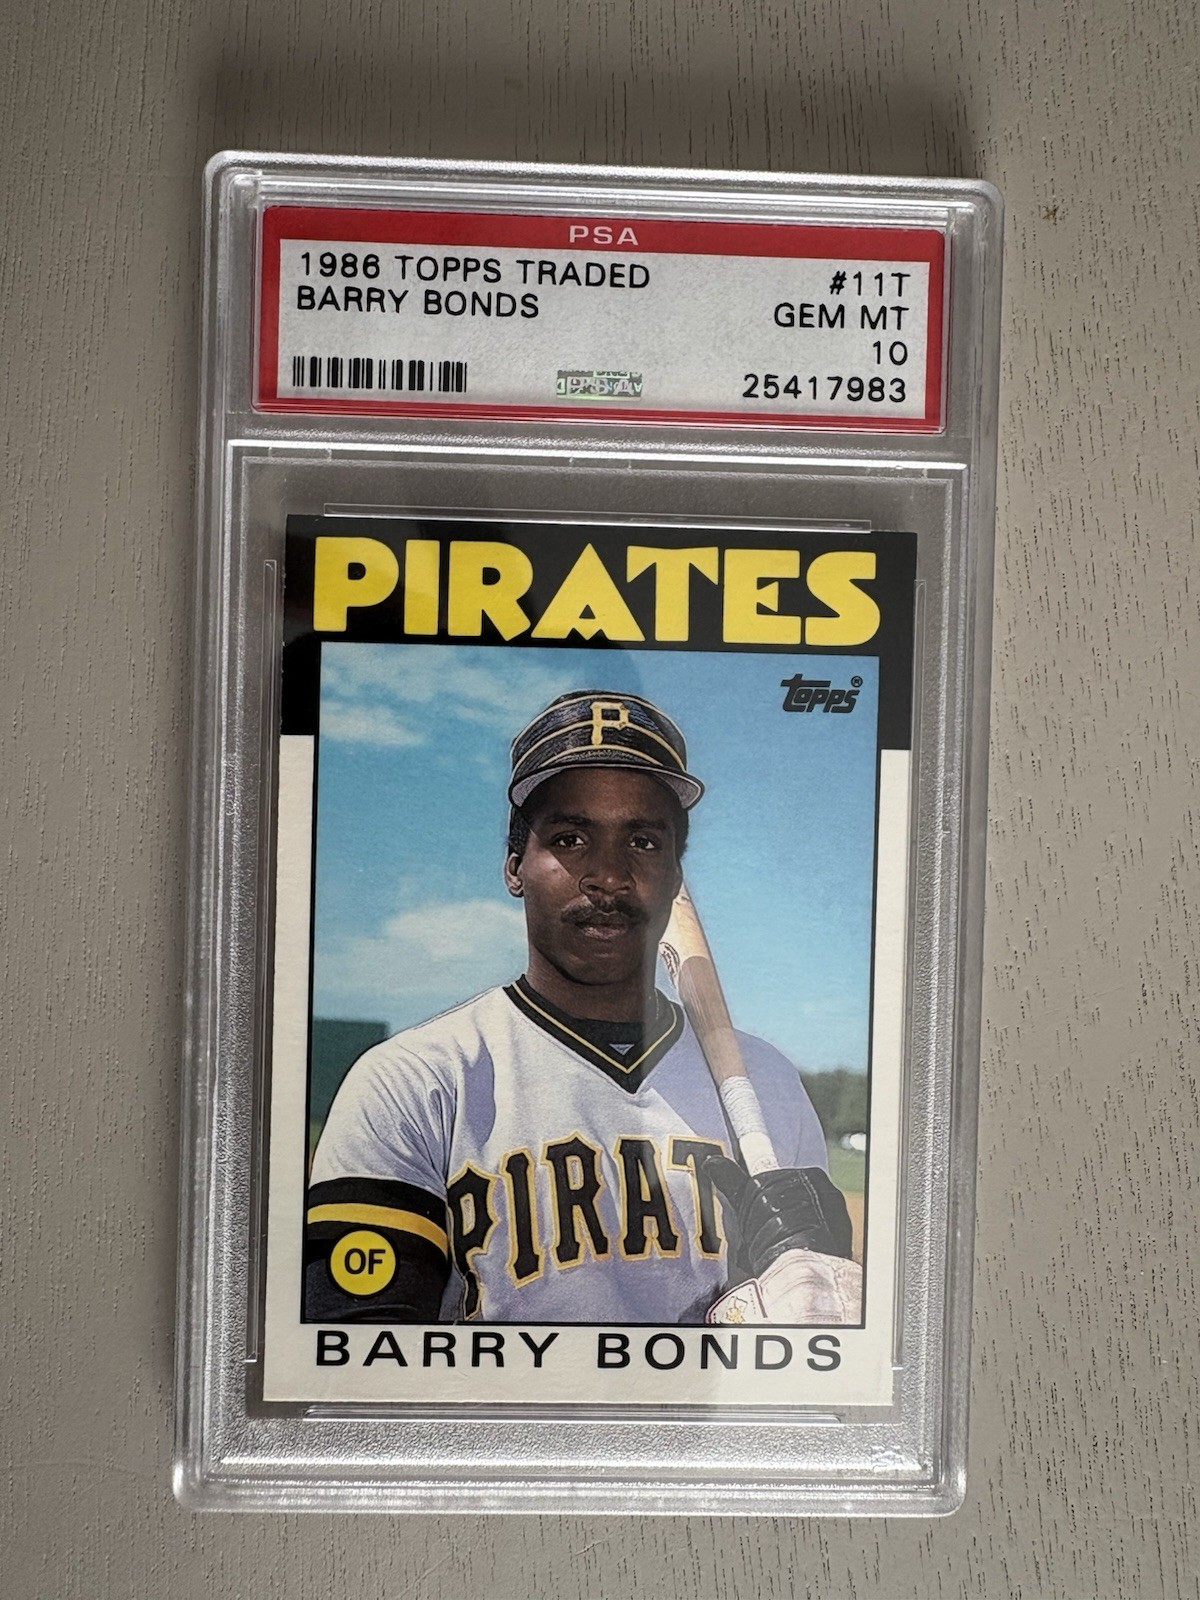 PSA
1986 TOPPS TRADED #11T
BARRY BONDS GEM MT
10
25417983
PIRATES
topps®
P
PIRAT
OF
BARRY BONDS